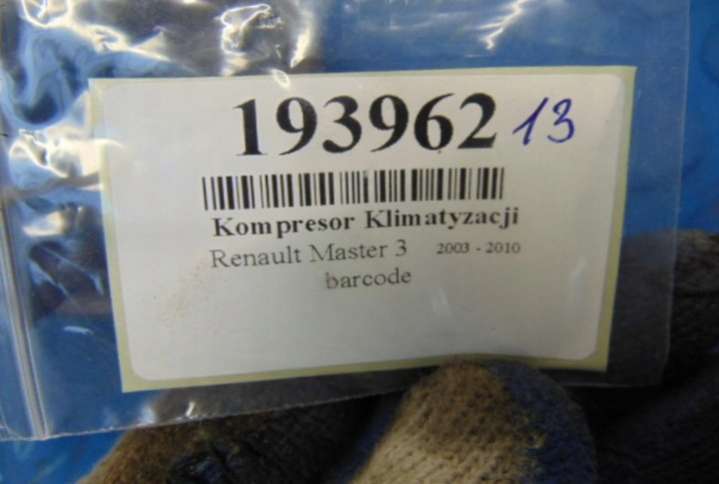 193962 13
Kompresor Klimatyzacji
Renault Master 3 2003 - 2010
barcode